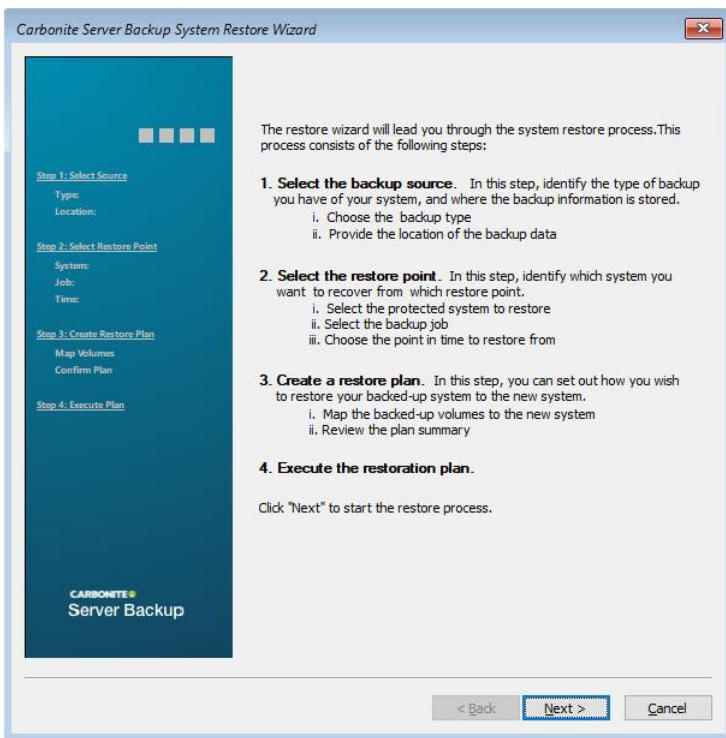 Carbonite Server Backup System Restore Wizard
Step 1: Select Source
Type:
Location:
Step 2: Select Restore Point
System:
Job:
Time:
Step 3: Create Restore Plan
Map Volumes
Confirm Plan
Step 4: Execute Plan
CARBONITE
Server Backup
The restore wizard will lead you through the system restore process.This
process consists of the following steps:
1. Select the backup source. In this step, identify the type of backup
you have of your system, and where the backup information is stored.
i. Choose the backup type
ii. Provide the location of the backup data
2. Select the restore point. In this step, identify which system you
want to recover from which restore point.
i. Select the protected system to restore
ii. Select the backup job
iii. Choose the point in time to restore from
3. Create a restore plan. In this step, you can set out how you wish
to restore your backed-up system to the new system.
i. Map the backed-up volumes to the new system
ii. Review the plan summary
4. Execute the restoration plan.
Click "Next" to start the restore process.
< Back Next > Cancel